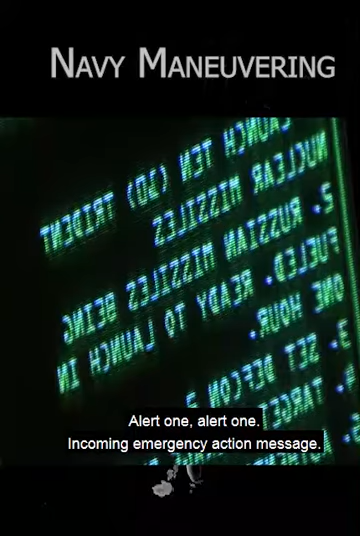 NAVY MANEUVERING
LAUNCH TEN (10) TRIDENT
NUCLEAR MISSILES
2. RUSSIAN MISSILES BEING
FUELED. READY TO LAUNCH IN
ONE HOUR.
3. SET DEFCON 2
TARGET
Alert one, alert one.
Incoming emergency action message.